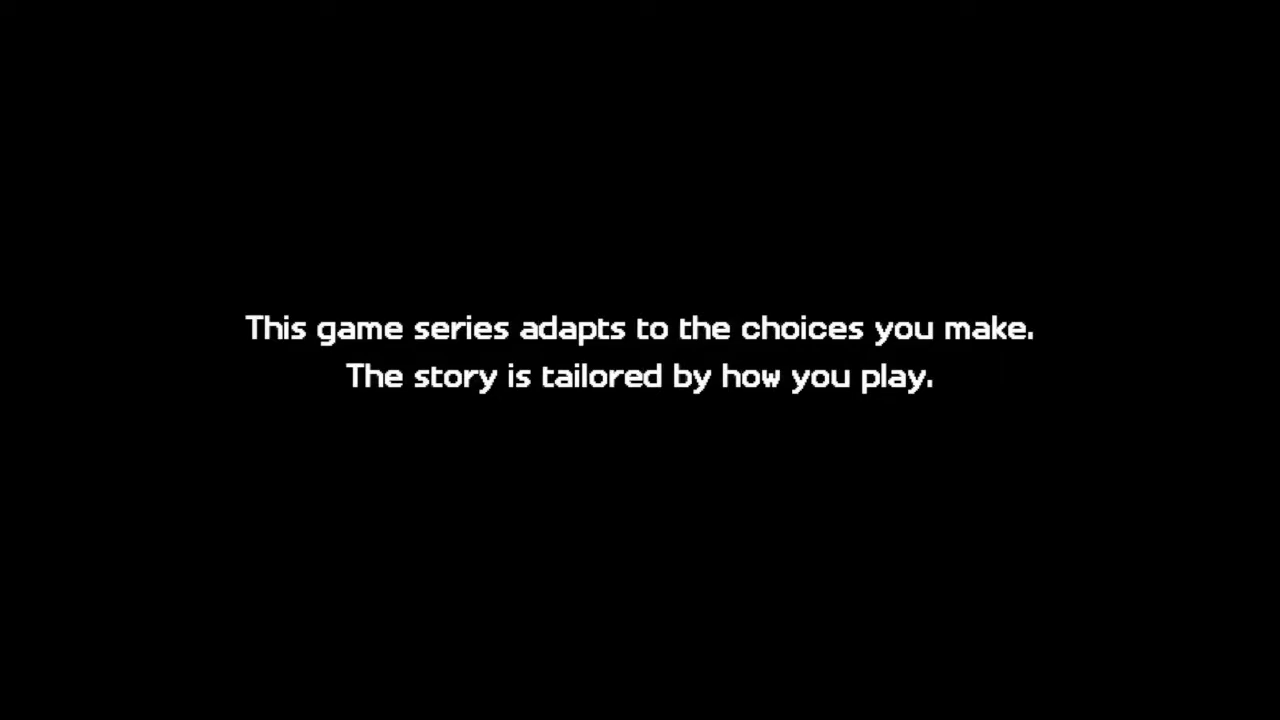 This game series adapts to the choices you make.
The story is tailored by how you play.